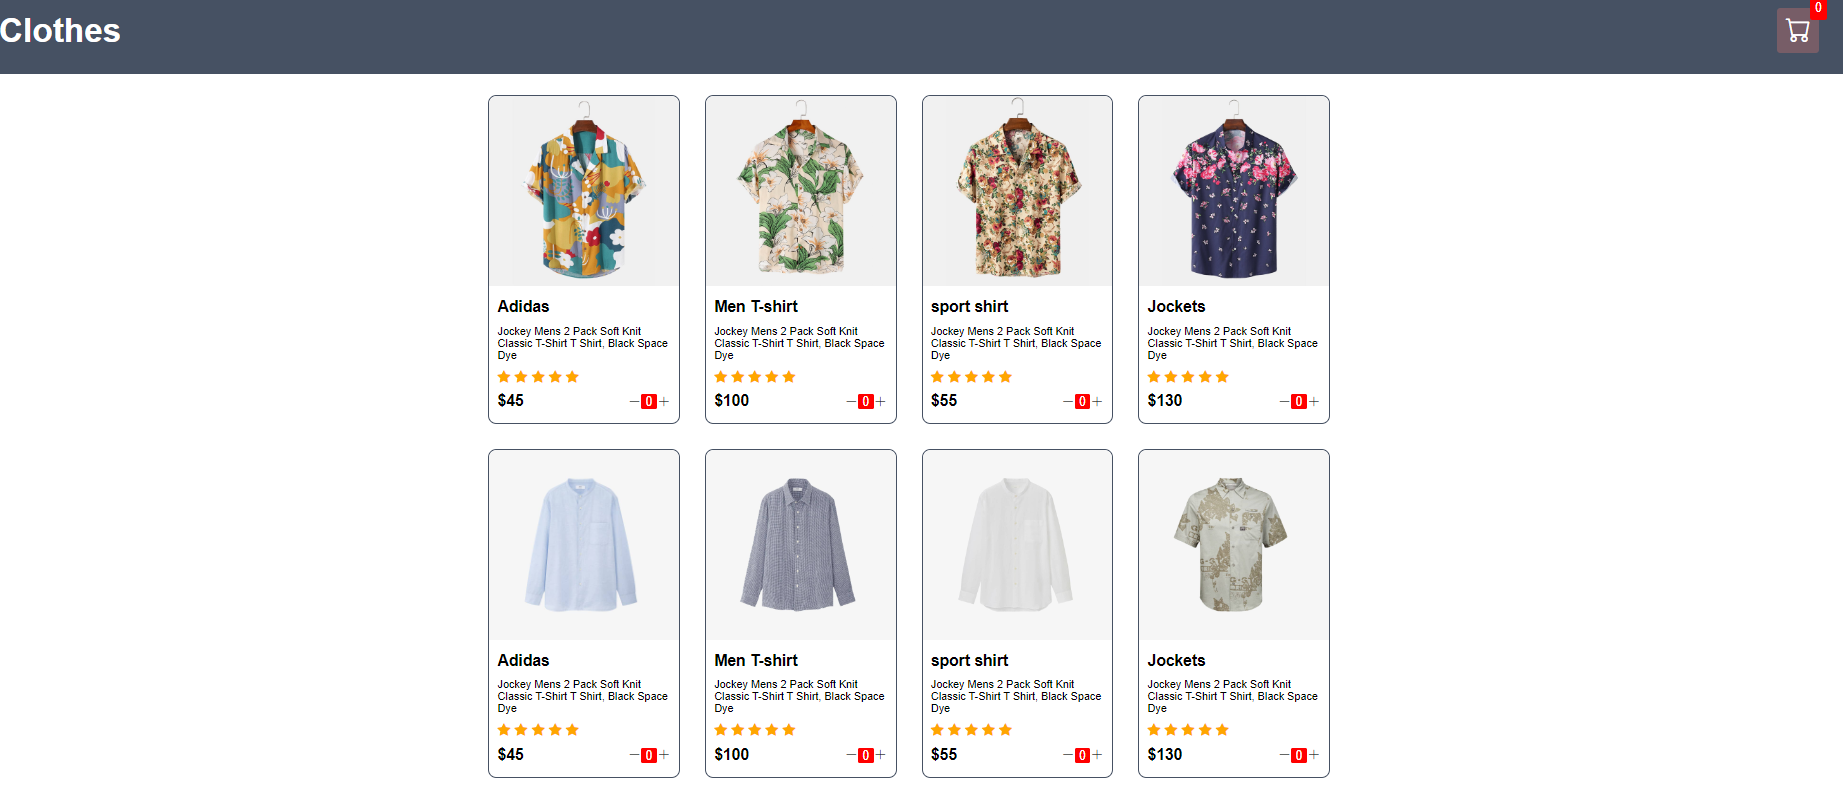 Clothes
0
Adidas
Jockey Mens 2 Pack Soft Knit
Classic T-Shirt T Shirt, Black Space
Dye
$45
− 0 +
Men T-shirt
Jockey Mens 2 Pack Soft Knit
Classic T-Shirt T Shirt, Black Space
Dye
$100
− 0 +
sport shirt
Jockey Mens 2 Pack Soft Knit
Classic T-Shirt T Shirt, Black Space
Dye
$55
− 0 +
Jockets
Jockey Mens 2 Pack Soft Knit
Classic T-Shirt T Shirt, Black Space
Dye
$130
− 0 +
Adidas
Jockey Mens 2 Pack Soft Knit
Classic T-Shirt T Shirt, Black Space
Dye
$45
− 0 +
Men T-shirt
Jockey Mens 2 Pack Soft Knit
Classic T-Shirt T Shirt, Black Space
Dye
$100
− 0 +
sport shirt
Jockey Mens 2 Pack Soft Knit
Classic T-Shirt T Shirt, Black Space
Dye
$55
− 0 +
Jockets
Jockey Mens 2 Pack Soft Knit
Classic T-Shirt T Shirt, Black Space
Dye
$130
− 0 +